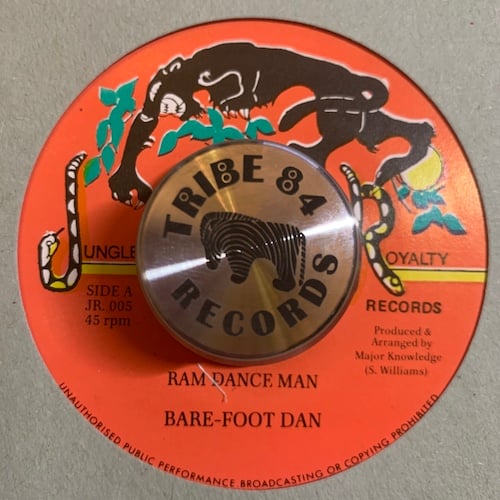 TRIBE 84
RECORDS
JUNGLE
ROYALTY
RECORDS
SIDE A
JR. 005
45 rpm
Produced &
Arranged by
Major Knowledge
(S. Williams)
RAM DANCE MAN
BARE-FOOT DAN
UNAUTHORISED PUBLIC PERFORMANCE BROADCASTING OR COPYING PROHIBITED